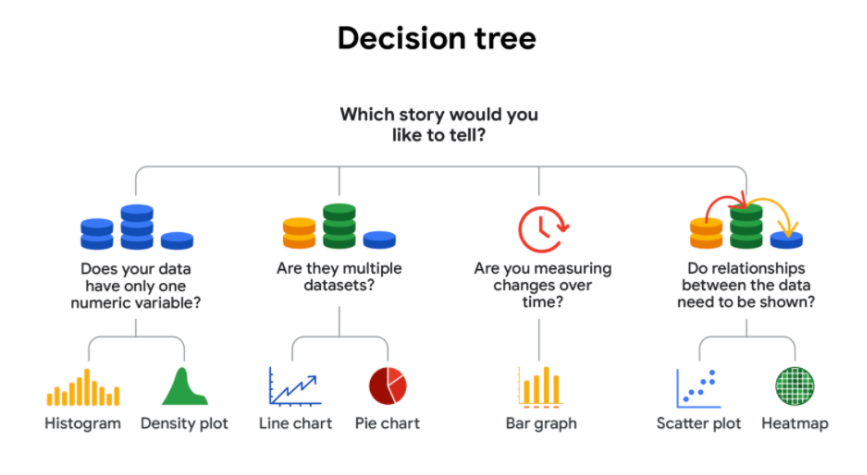 Decision tree
Which story would you
like to tell?
Does your data
have only one
numeric variable?
Are they multiple
datasets?
Are you measuring
changes over
time?
Do relationships
between the data
need to be shown?
Histogram
Density plot
Line chart
Pie chart
Bar graph
Scatter plot
Heatmap